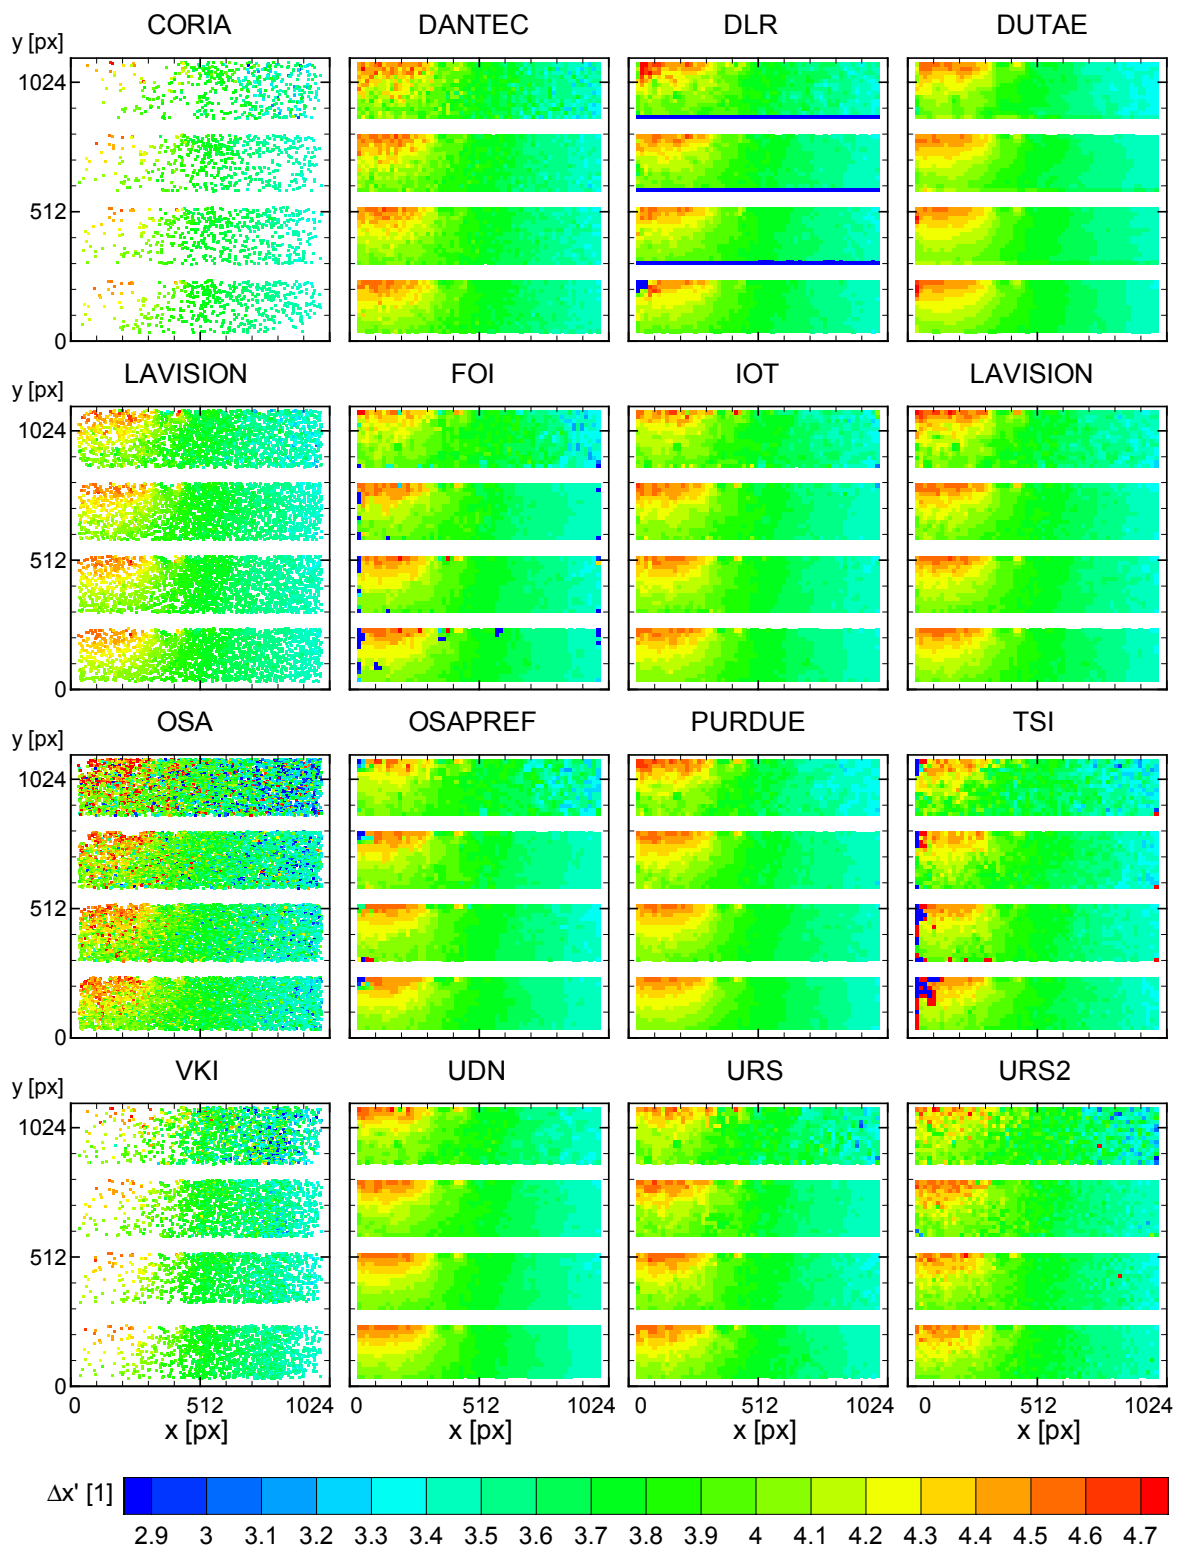 CORIA DANTEC DLR DUTAE
y [px]
1024
512
0
LAVISION FOI IOT LAVISION
y [px]
1024
512
0
OSA OSAPREF PURDUE TSI
y [px]
1024
512
0
VKI UDN URS URS2
y [px]
1024
512
0
0 512 1024 0 512 1024 0 512 1024 0 512 1024
x [px] x [px] x [px] x [px]
Δx' [1]
2.9 3 3.1 3.2 3.3 3.4 3.5 3.6 3.7 3.8 3.9 4 4.1 4.2 4.3 4.4 4.5 4.6 4.7